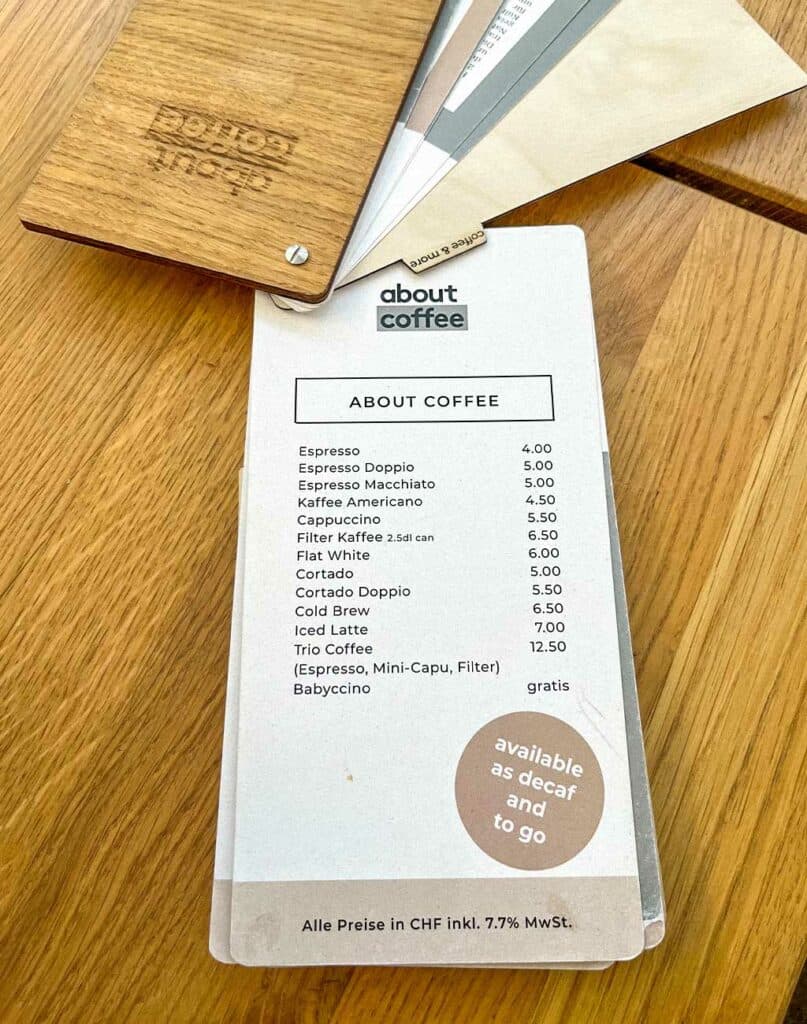 about
coffee
coffee & more
about
coffee
ABOUT COFFEE
Espresso 4.00
Espresso Doppio 5.00
Espresso Macchiato 5.00
Kaffee Americano 4.50
Cappuccino 5.50
Filter Kaffee 2.5dl can 6.50
Flat White 6.00
Cortado 5.00
Cortado Doppio 5.50
Cold Brew 6.50
Iced Latte 7.00
Trio Coffee 12.50
(Espresso, Mini-Capu, Filter)
Babyccino gratis
available
as decaf
and
to go
Alle Preise in CHF inkl. 7.7% MwSt.